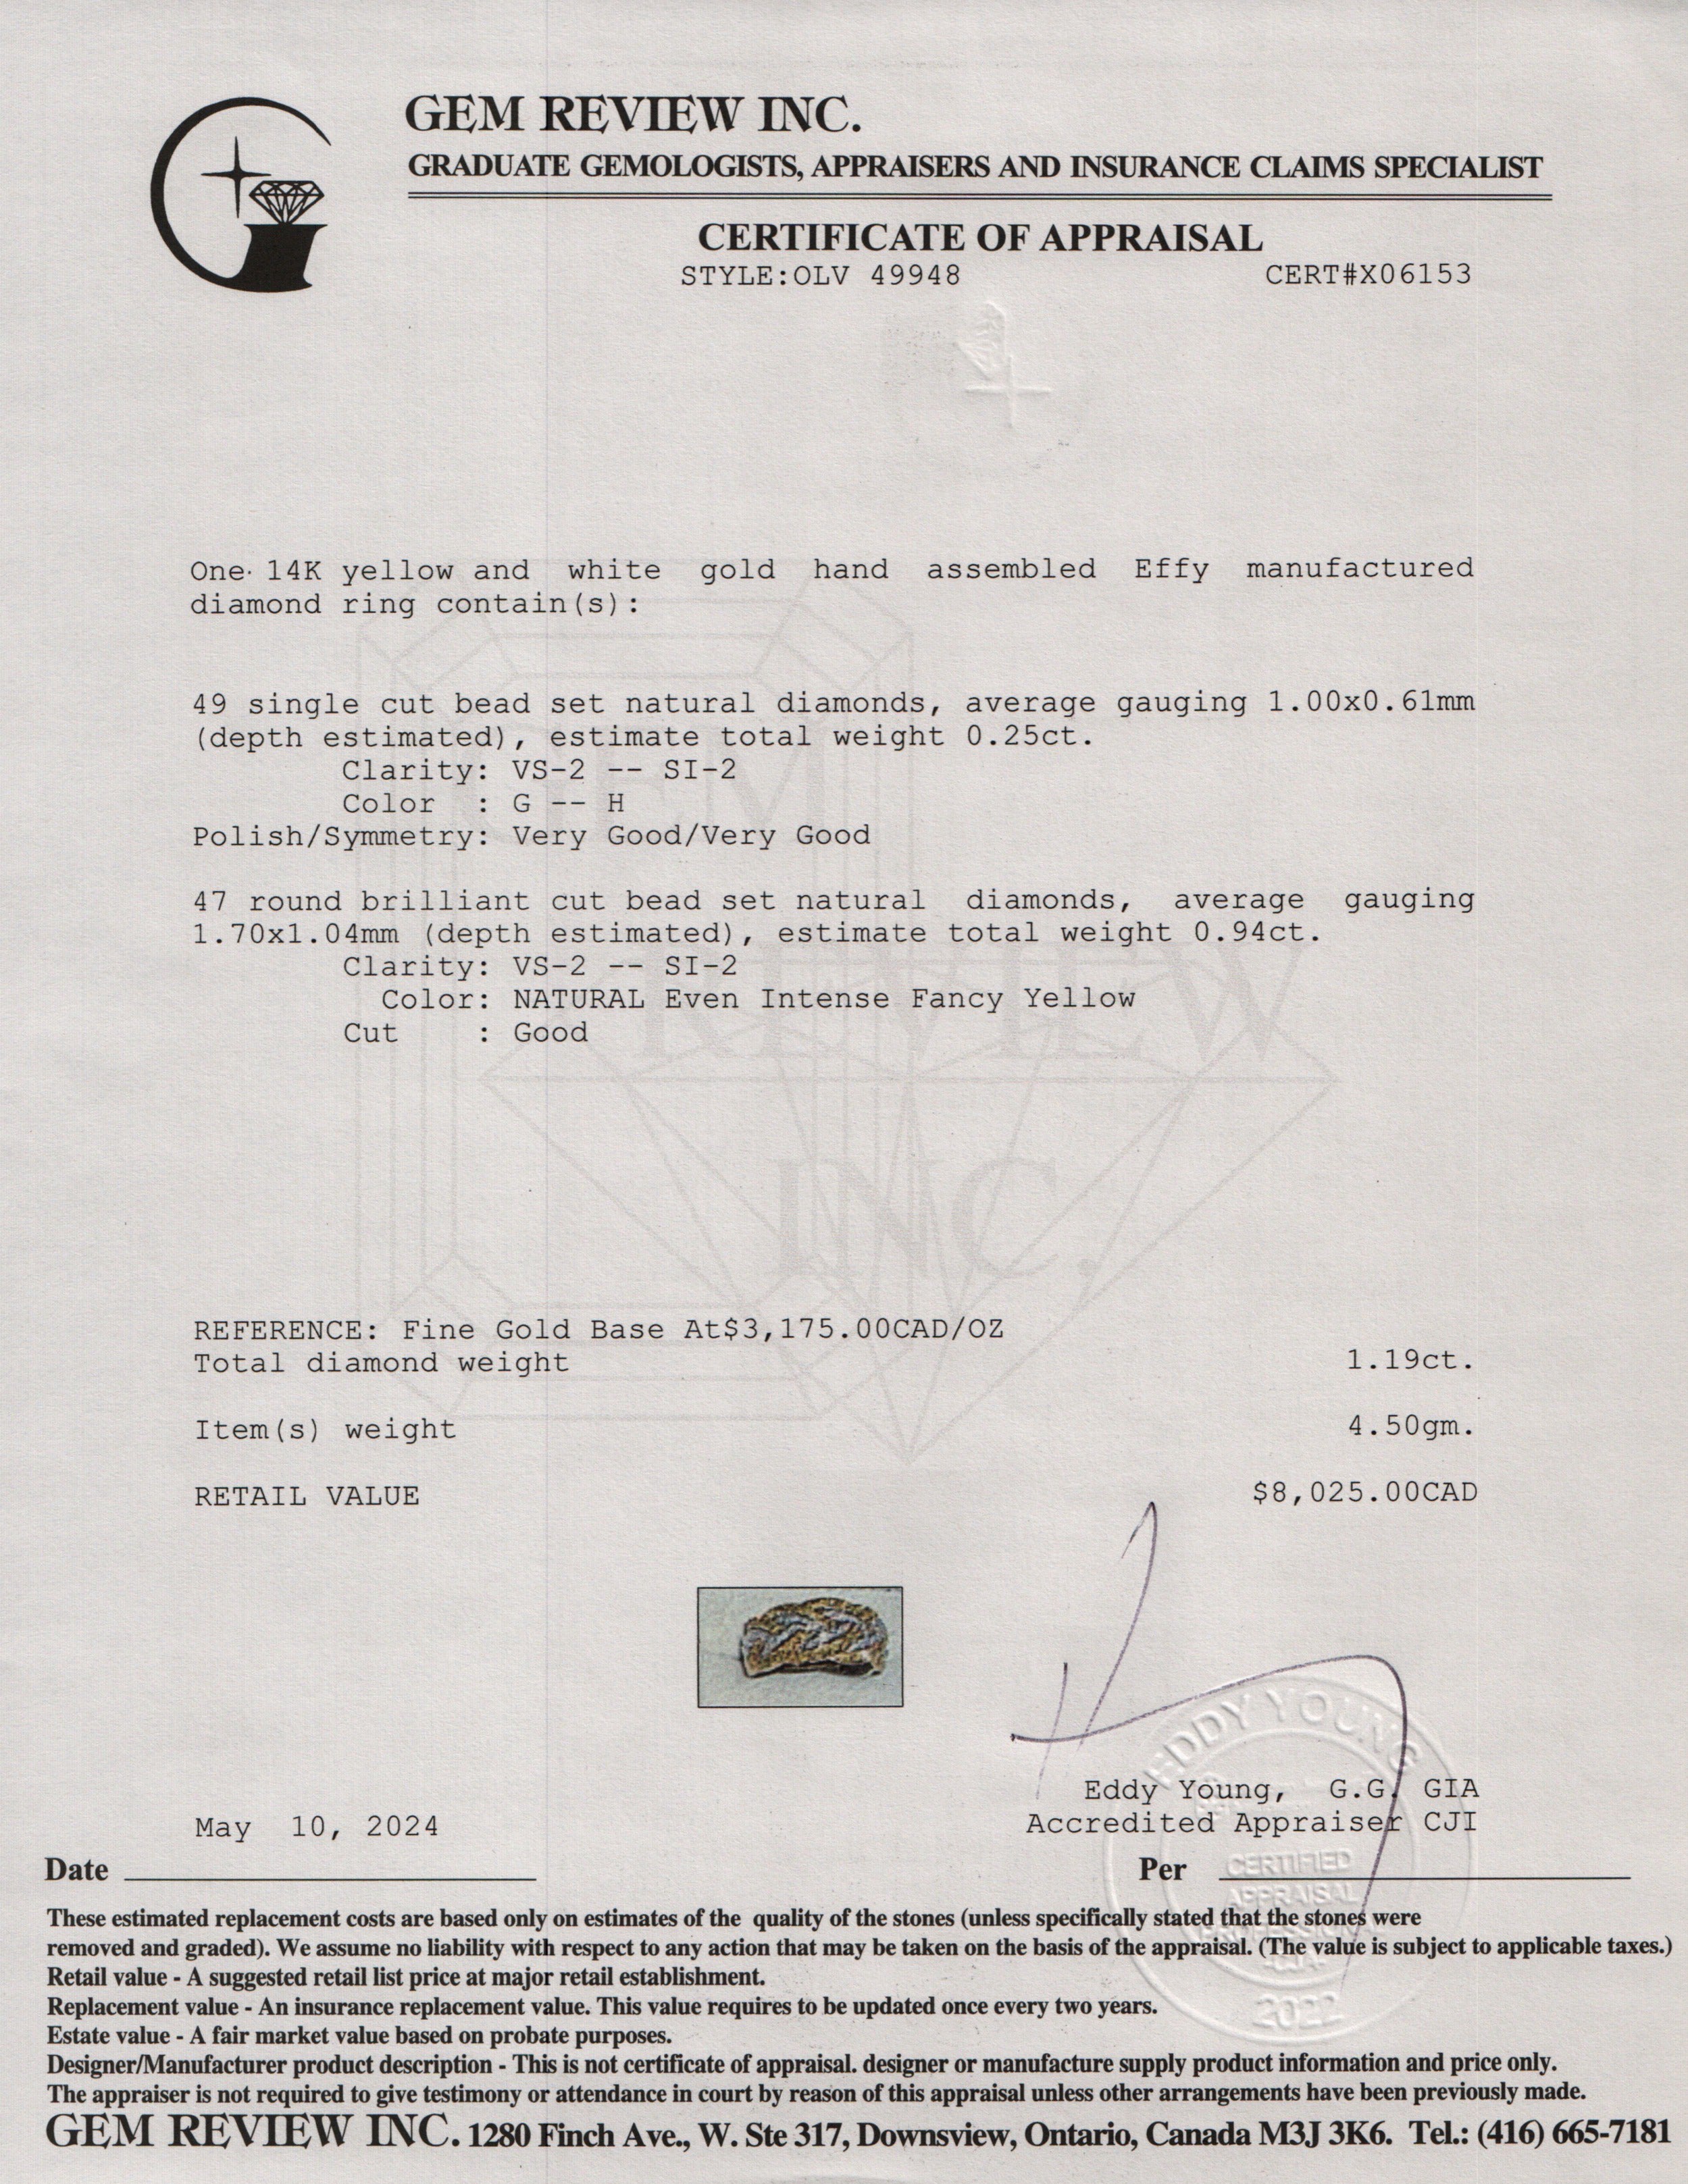 GEM REVIEW INC.
GRADUATE GEMOLOGISTS, APPRAISERS AND INSURANCE CLAIMS SPECIALIST
CERTIFICATE OF APPRAISAL
STYLE:OLV 49948 CERT#X06153
One 14K yellow and white gold hand assembled Effy manufactured
diamond ring contain(s):
49 single cut bead set natural diamonds, average gauging 1.00x0.61mm
(depth estimated), estimate total weight 0.25ct.
Clarity: VS-2 -- SI-2
Color : G -- H
Polish/Symmetry: Very Good/Very Good
47 round brilliant cut bead set natural diamonds, average gauging
1.70x1.04mm (depth estimated), estimate total weight 0.94ct.
Clarity: VS-2 -- SI-2
Color: NATURAL Even Intense Fancy Yellow
Cut : Good
GEM
REVIEW
INC.
REFERENCE: Fine Gold Base At$3,175.00CAD/OZ
Total diamond weight 1.19ct.
Item(s) weight 4.50gm.
RETAIL VALUE $8,025.00CAD
EDDY YOUNG
Eddy Young, G.G. GIA
Accredited Appraiser CJI
May 10, 2024
Date Per
CERTIFIED
APPRAISAL
PROFESSIONAL
2022
These estimated replacement costs are based only on estimates of the quality of the stones (unless specifically stated that the stones were
removed and graded). We assume no liability with respect to any action that may be taken on the basis of the appraisal. (The value is subject to applicable taxes.)
Retail value - A suggested retail list price at major retail establishment.
Replacement value - An insurance replacement value. This value requires to be updated once every two years.
Estate value - A fair market value based on probate purposes.
Designer/Manufacturer product description - This is not certificate of appraisal. designer or manufacture supply product information and price only.
The appraiser is not required to give testimony or attendance in court by reason of this appraisal unless other arrangements have been previously made.
GEM REVIEW INC. 1280 Finch Ave., W. Ste 317, Downsview, Ontario, Canada M3J 3K6. Tel.: (416) 665-7181